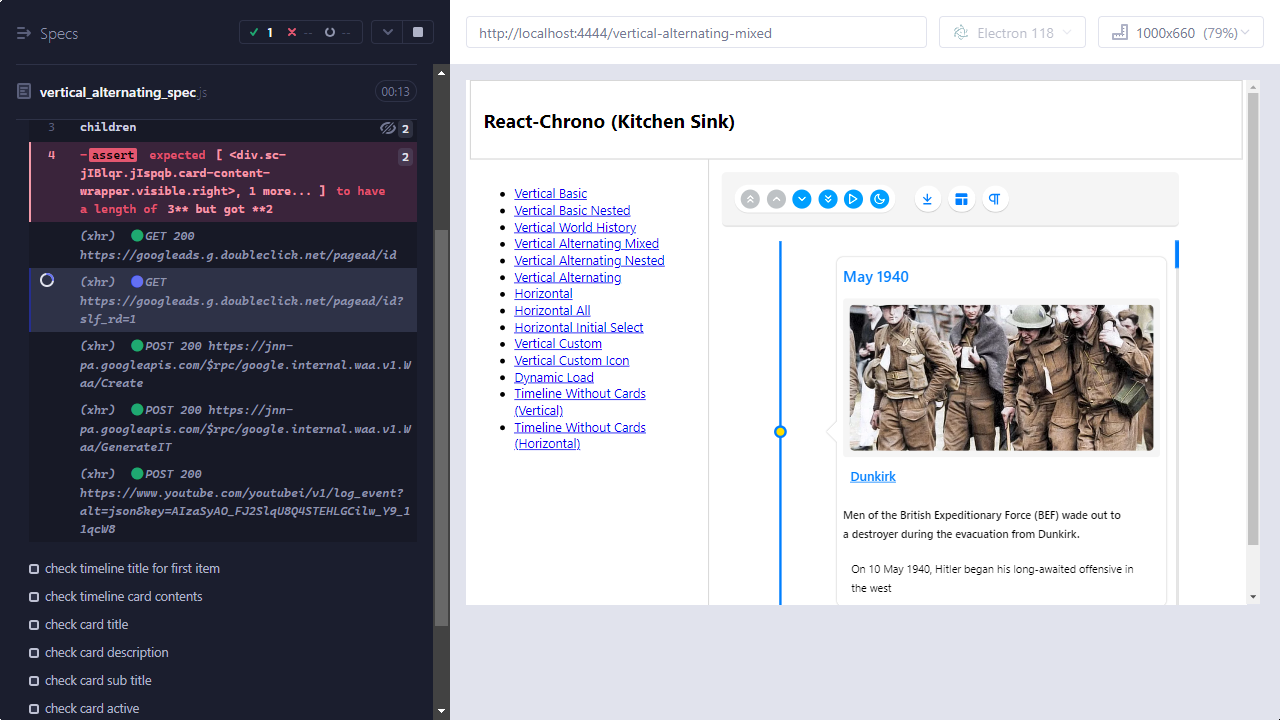 Specs
1
--
--
http://localhost:4444/vertical-alternating-mixed
Electron 118
1000x660 (79%)
vertical_alternating_spec.js
00:13
3 children 2
4 -assert expected [ <div.sc-
jIBlqr.jIspqb.card-content-
wrapper.visible.right>, 1 more... ] to have
a length of 3** but got **2
2
(xhr) GET 200
https://googleads.g.doubleclick.net/pagead/id
(xhr) GET
https://googleads.g.doubleclick.net/pagead/id?
slf_rd=1
(xhr) POST 200 https://jnn-
pa.googleapis.com/$rpc/google.internal.waa.v1.W
aa/Create
(xhr) POST 200 https://jnn-
pa.googleapis.com/$rpc/google.internal.waa.v1.W
aa/GenerateIT
(xhr) POST 200
https://www.youtube.com/youtubei/v1/log_event?
alt=json&key=AIzaSyAO_FJ2SlqU8Q4STEHLGCilw_Y9_1
1qcW8
check timeline title for first item
check timeline card contents
check card title
check card description
check card sub title
check card active
React-Chrono (Kitchen Sink)
Vertical Basic
Vertical Basic Nested
Vertical World History
Vertical Alternating Mixed
Vertical Alternating Nested
Vertical Alternating
Horizontal
Horizontal All
Horizontal Initial Select
Vertical Custom
Vertical Custom Icon
Dynamic Load
Timeline Without Cards
(Vertical)
Timeline Without Cards
(Horizontal)
May 1940
Dunkirk
Men of the British Expeditionary Force (BEF) wade out to
a destroyer during the evacuation from Dunkirk.
On 10 May 1940, Hitler began his long-awaited offensive in
the west